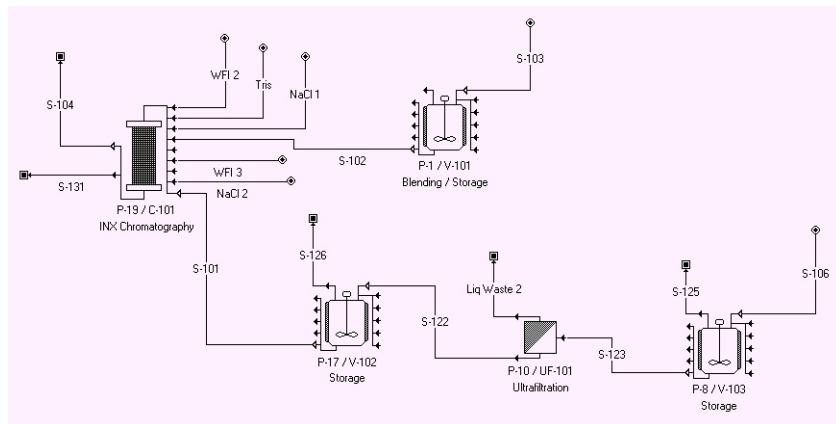 S-103
WFI 2
Tris
NaCl 1
S-104
S-102
P-1 / V-101
Blending / Storage
WFI 3
S-131
NaCl 2
P-19 / C-101
INX Chromatography
S-101
S-126
S-106
Liq Waste 2
S-125
S-122
S-123
P-17 / V-102
Storage
P-10 / UF-101
Ultrafiltration
P-8 / V-103
Storage